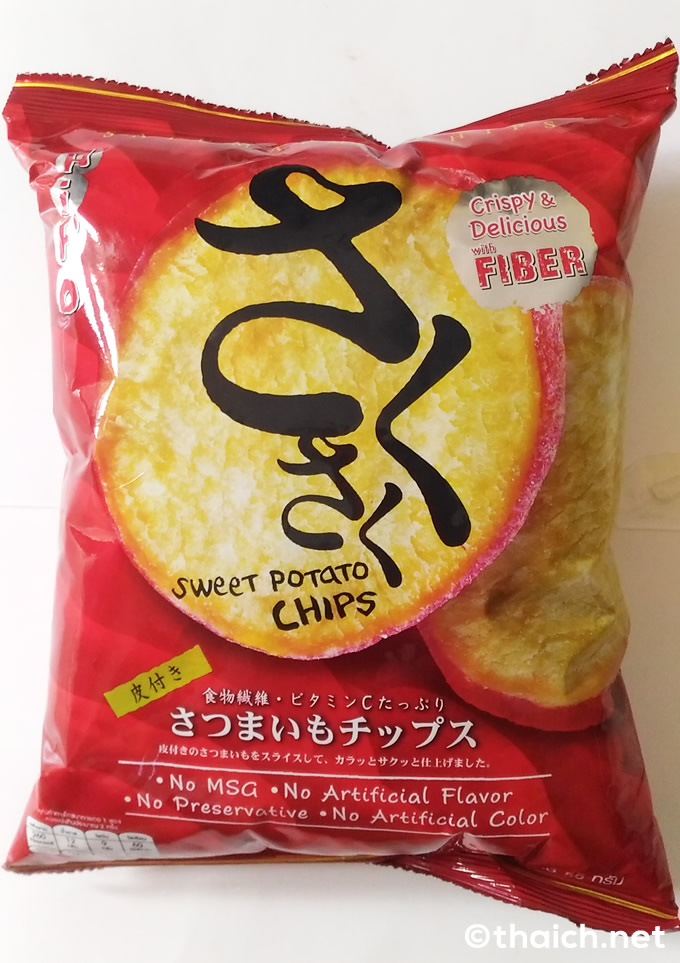 Crispy &
Delicious
with
FIBER
さくさく
SWEET POTATO
CHIPS
皮付き
食物繊維・ビタミンCたっぷり
さつまいもチップス
皮付きのさつまいもをスライスして、カラッとサクッと仕上げました。
•No MSG •No Artificial Flavor
•No Preservative •No Artificial Color
กรัม
©thaich.net